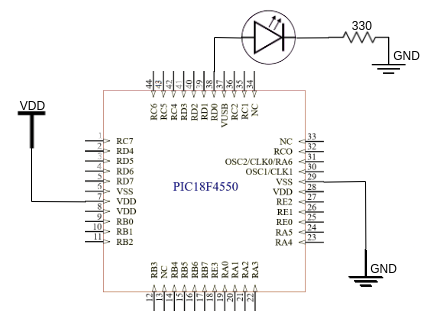 330
GND
44 43 42 41 40 39 38 37 36 35 34
RC6 RC5 RC4 RD3 RD2 RD1 RD0 VUSB RC2 RC1 NC
VDD
1 RC7
2 RD4
3 RD5
4 RD6
5 RD7
6 VSS
7 VDD
8 VDD
9 RB0
10 RB1
11 RB2
PIC18F4550
NC 33
RCO 32
OSC2/CLK0/RA6 31
OSC1/CLK1 30
VSS 29
VDD 28
RE2 27
RE1 26
RE0 25
RA5 24
RA4 23
GND
RB3 NC RB4 RB5 RB6 RB7 RE3 RA0 RA1 RA2 RA3
12 13 14 15 16 17 18 19 20 21 22